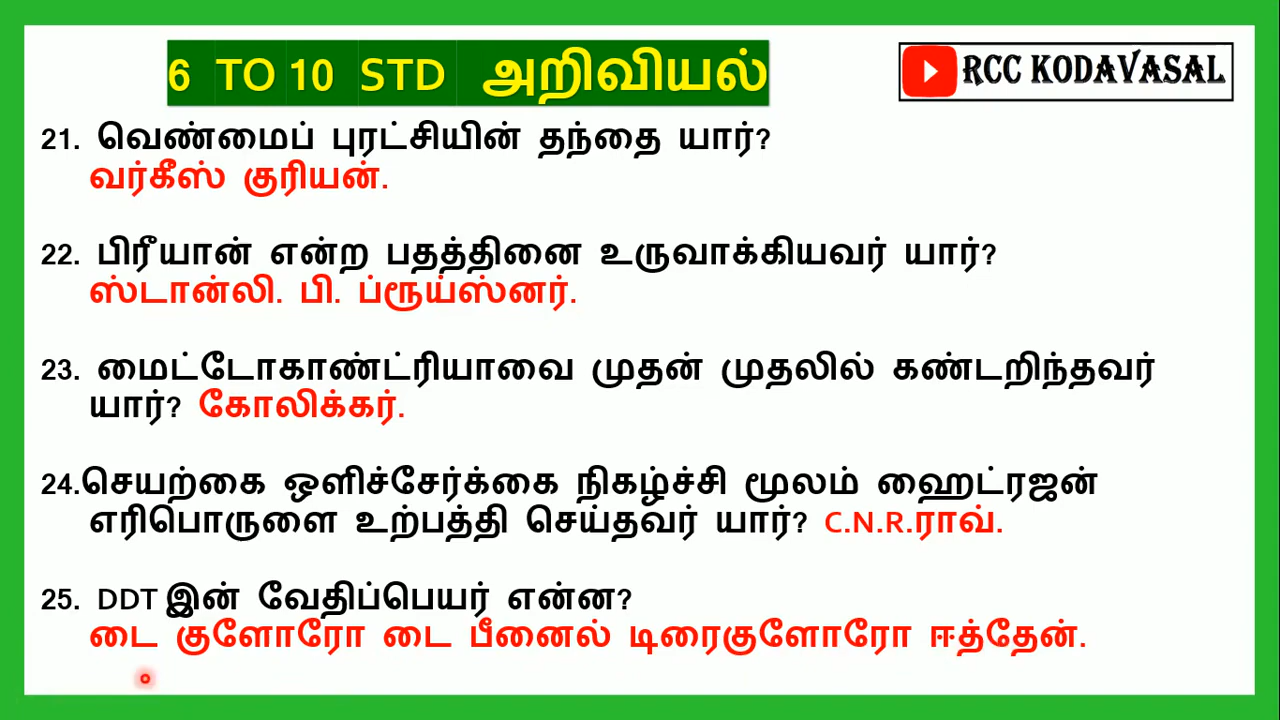 6 TO 10 STD அறிவியல்
RCC KODAVASAL
21. வெண்மைப் புரட்சியின் தந்தை யார்?
வர்கீஸ் குரியன்.
22. பிரீயான் என்ற பதத்தினை உருவாக்கியவர் யார்?
ஸ்டான்லி. பி. ப்ரூய்ஸ்னர்.
23. மைட்டோகாண்ட்ரியாவை முதன் முதலில் கண்டறிந்தவர்
யார்? கோலிக்கர்.
24.செயற்கை ஒளிச்சேர்க்கை நிகழ்ச்சி மூலம் ஹைட்ரஜன்
எரிபொருளை உற்பத்தி செய்தவர் யார்? C.N.R.ராவ்.
25. DDT இன் வேதிப்பெயர் என்ன?
டை குளோரோ டை பீனைல் டிரைகுளோரோ ஈத்தேன்.